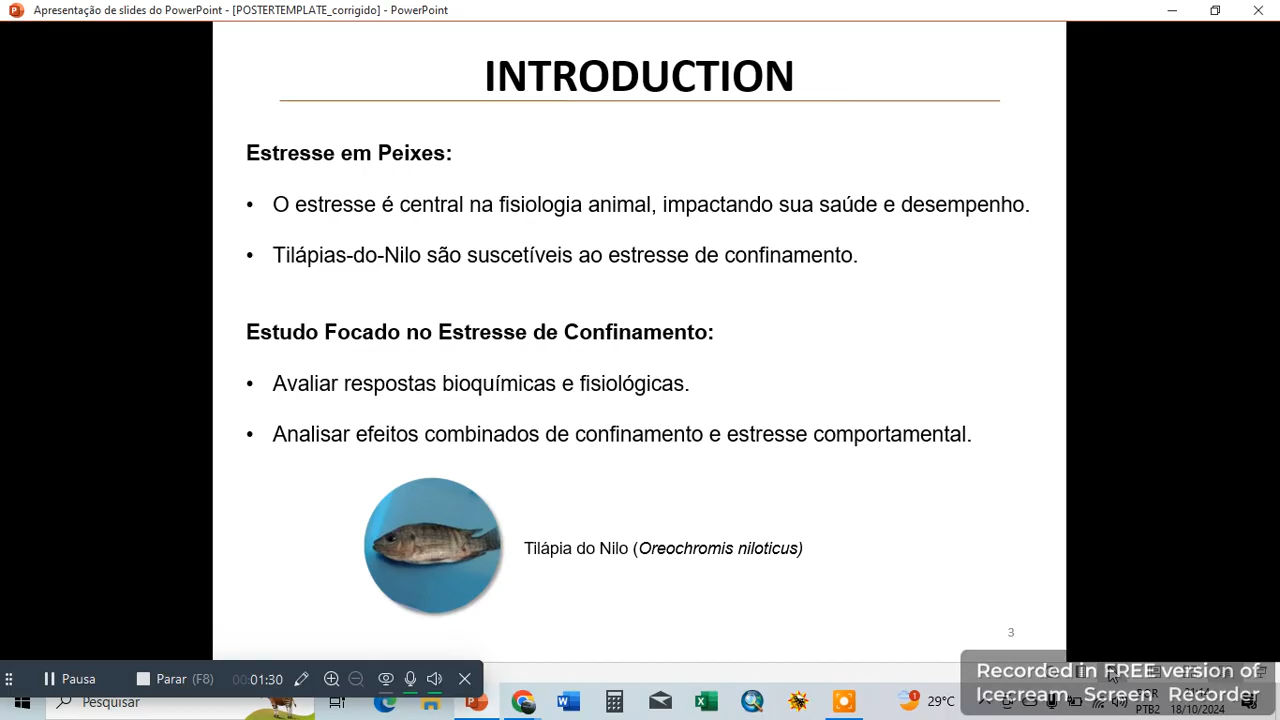 Apresentação de slides do PowerPoint - [POSTERTEMPLATE_corrigido] - PowerPoint
INTRODUCTION
Estresse em Peixes:
• O estresse é central na fisiologia animal, impactando sua saúde e desempenho.
• Tilápias-do-Nilo são suscetíveis ao estresse de confinamento.
Estudo Focado no Estresse de Confinamento:
• Avaliar respostas bioquímicas e fisiológicas.
• Analisar efeitos combinados de confinamento e estresse comportamental.
Tilápia do Nilo (Oreochromis niloticus)
3
Pausa Parar (F8) 00:01:30
Recorded in FREE version of
Icecream Screen Recorder
Pesquisar
29°C
PTB2 18/10/2024